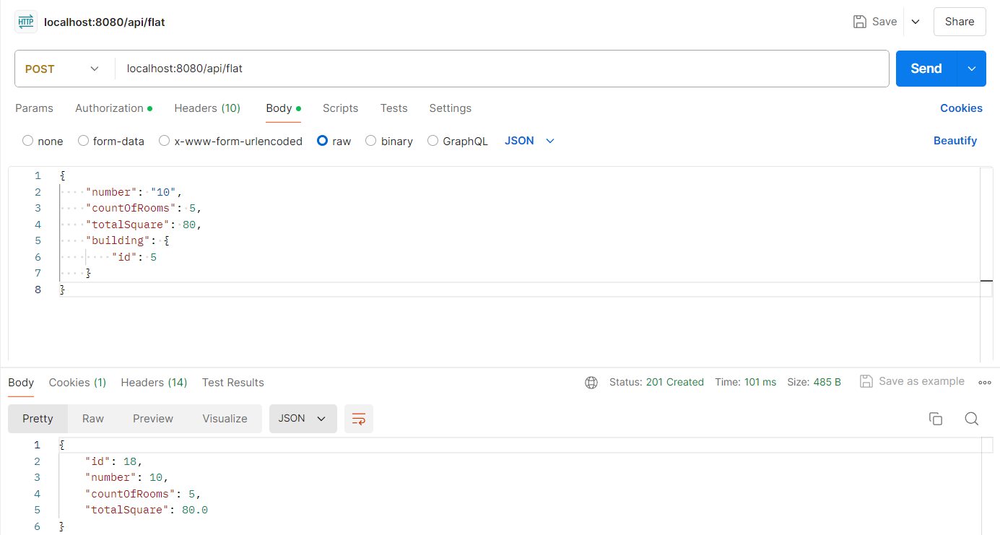 HTTP localhost:8080/api/flat Save Share
POST localhost:8080/api/flat Send
Params Authorization Headers (10) Body Scripts Tests Settings Cookies
none form-data x-www-form-urlencoded raw binary GraphQL JSON Beautify
1 {
2 "number": "10",
3 "countOfRooms": 5,
4 "totalSquare": 80,
5 "building": {
6 "id": 5
7 }
8 }
Body Cookies (1) Headers (14) Test Results Status: 201 Created Time: 101 ms Size: 485 B Save as example
Pretty Raw Preview Visualize JSON
1 {
2 "id": 18,
3 "number": 10,
4 "countOfRooms": 5,
5 "totalSquare": 80.0
6 }